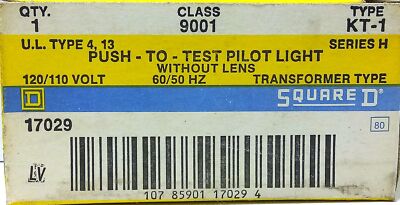 QTY. CLASS TYPE
1 9001 KT-1
U.L. TYPE 4, 13 SERIES H
PUSH - TO - TEST PILOT LIGHT
WITHOUT LENS
120/110 VOLT 60/50 HZ TRANSFORMER TYPE
D SQUARE D
17029 80
LV
107 85901 17029 4